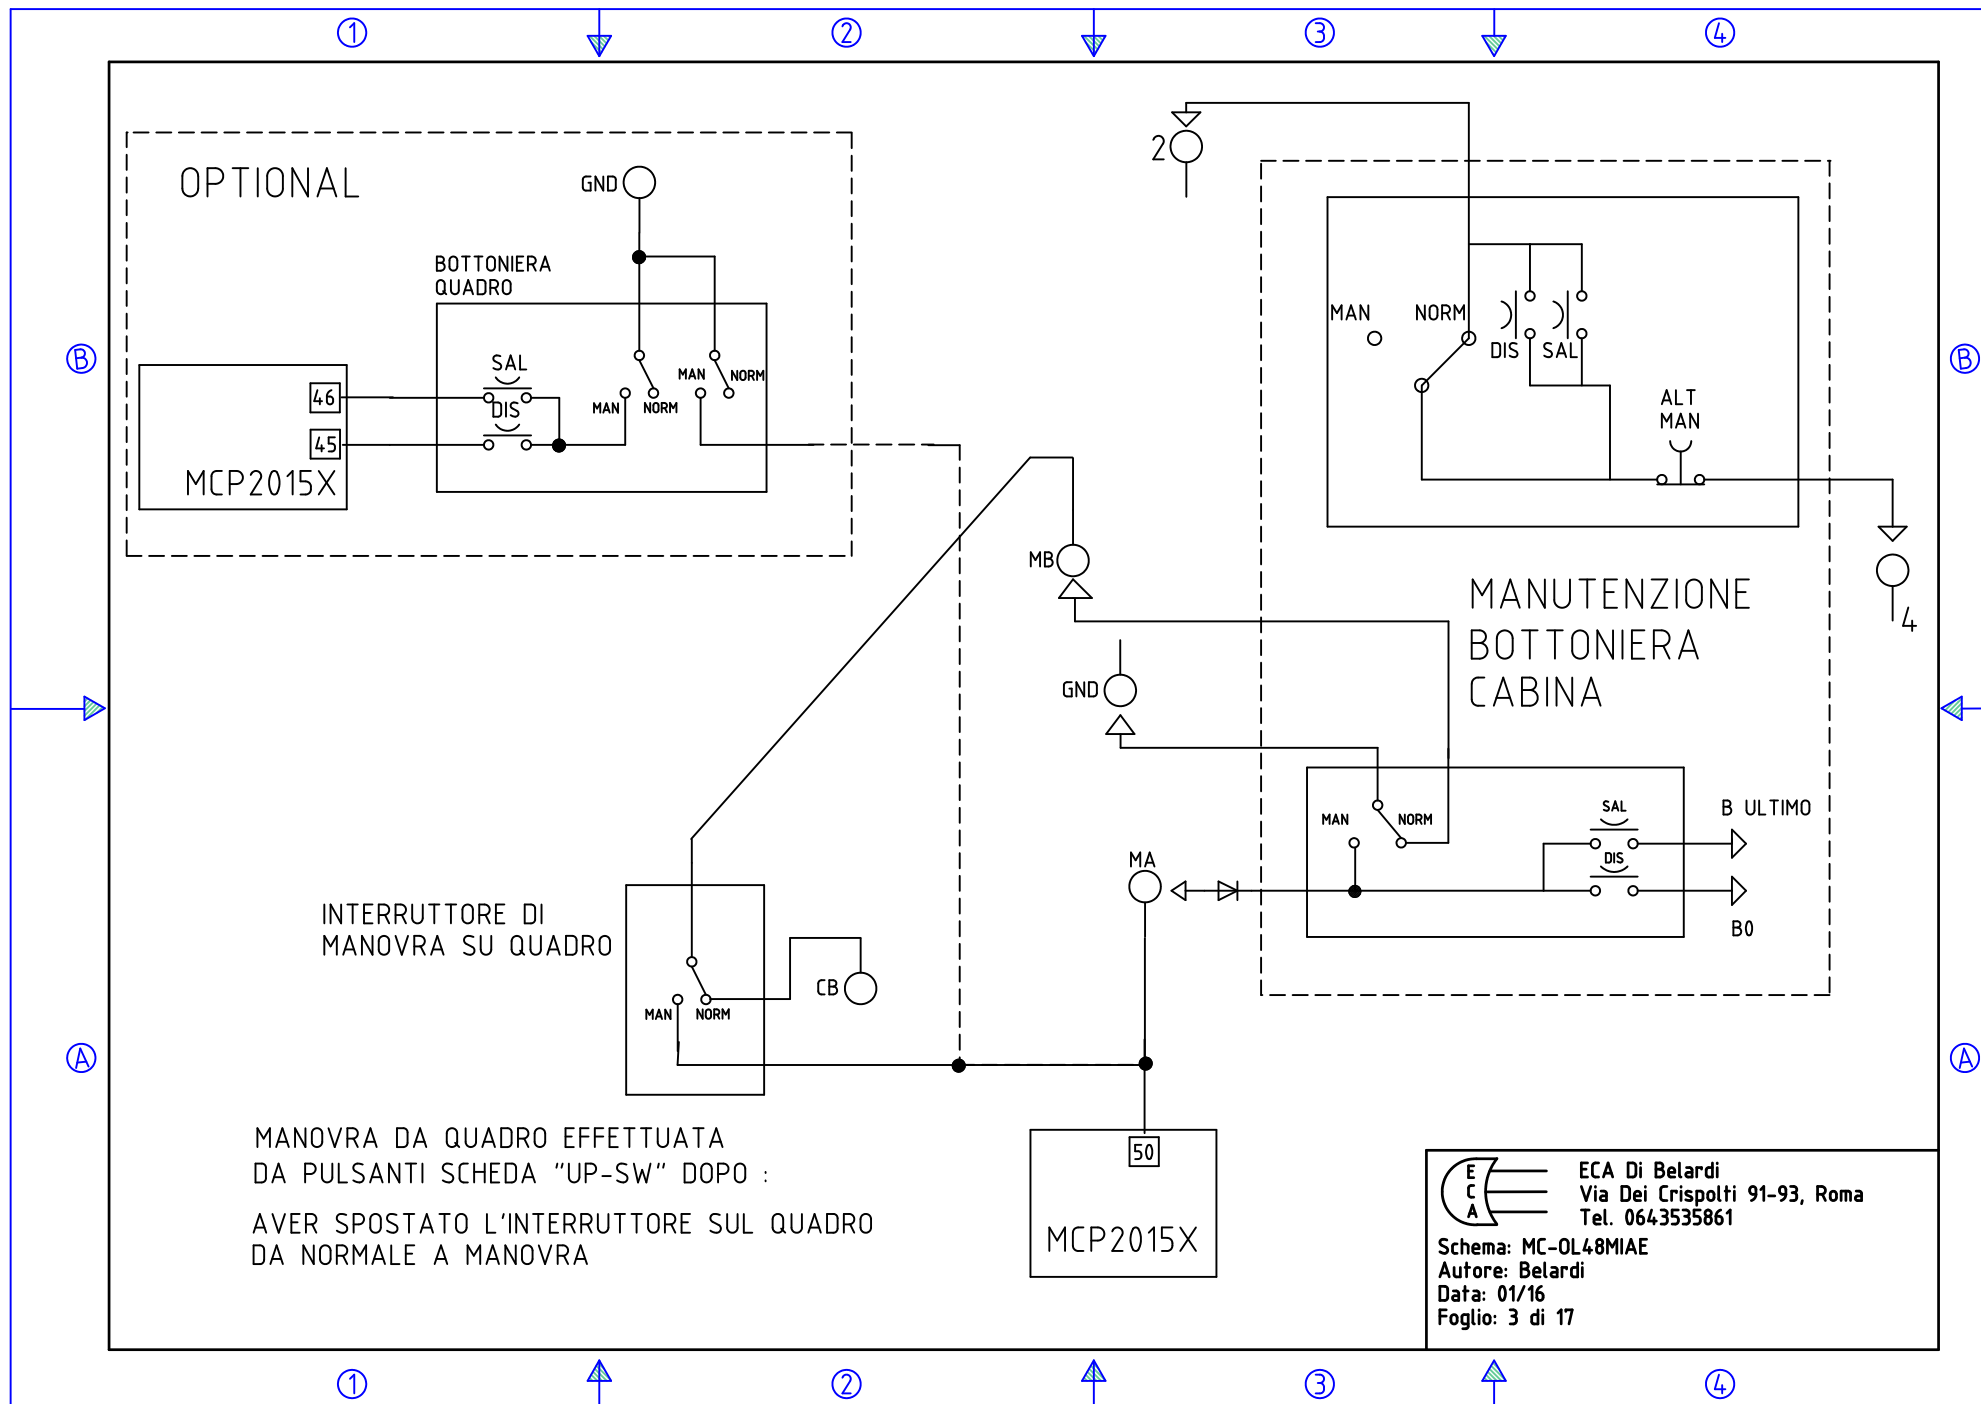 1
2
3
4
2
OPTIONAL
GND
BOTTONIERA
QUADRO
MAN
NORM
DIS
SAL
B
B
SAL
MAN
NORM
46
DIS
MAN
NORM
ALT
MAN
45
MCP2015X
MB
MANUTENZIONE
BOTTONIERA
CABINA
4
GND
SAL
B ULTIMO
MAN
NORM
DIS
MA
B0
INTERRUTTORE DI
MANOVRA SU QUADRO
CB
MAN
NORM
A
A
MANOVRA DA QUADRO EFFETTUATA
DA PULSANTI SCHEDA "UP-SW" DOPO :
AVER SPOSTATO L'INTERRUTTORE SUL QUADRO
DA NORMALE A MANOVRA
50
MCP2015X
E
C
A
ECA Di Belardi
Via Dei Crispolti 91-93, Roma
Tel. 0643535861
Schema: MC-OL48MIAE
Autore: Belardi
Data: 01/16
Foglio: 3 di 17
1
2
3
4